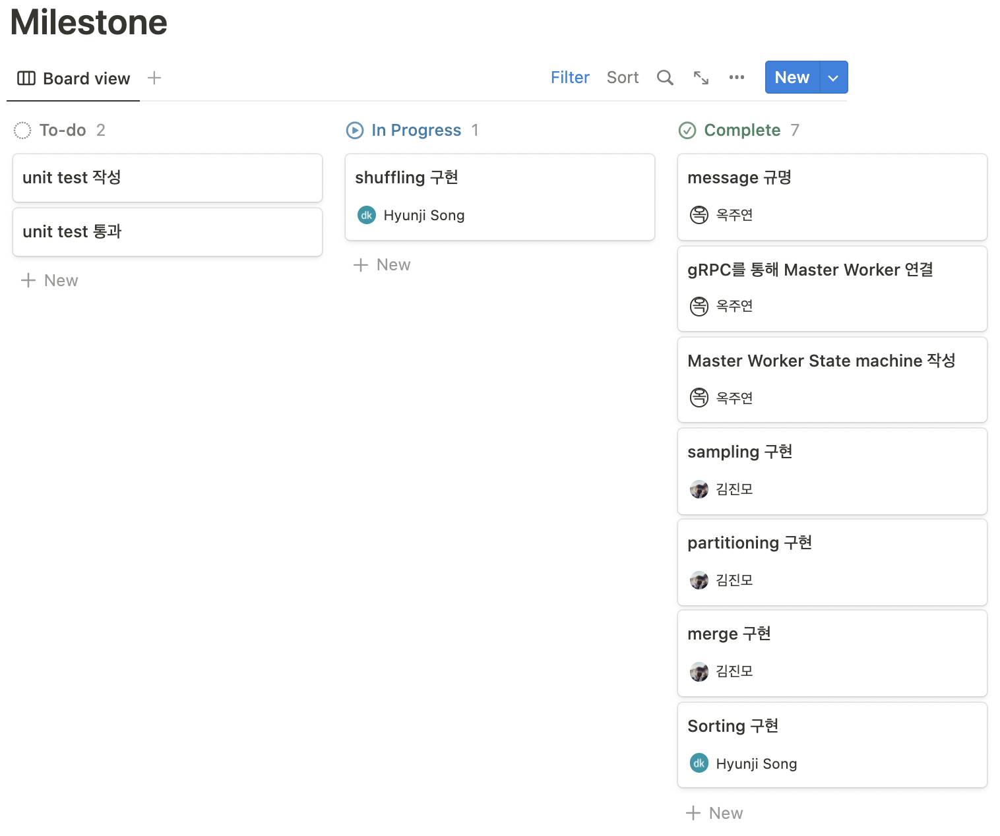 Milestone
Board view
Filter Sort New
To-do 2
unit test 작성
unit test 통과
New
In Progress 1
shuffling 구현
dk Hyunji Song
New
Complete 7
message 규명
옥 옥주연
gRPC를 통해 Master Worker 연결
옥 옥주연
Master Worker State machine 작성
옥 옥주연
sampling 구현
김진모
partitioning 구현
김진모
merge 구현
김진모
Sorting 구현
dk Hyunji Song
New